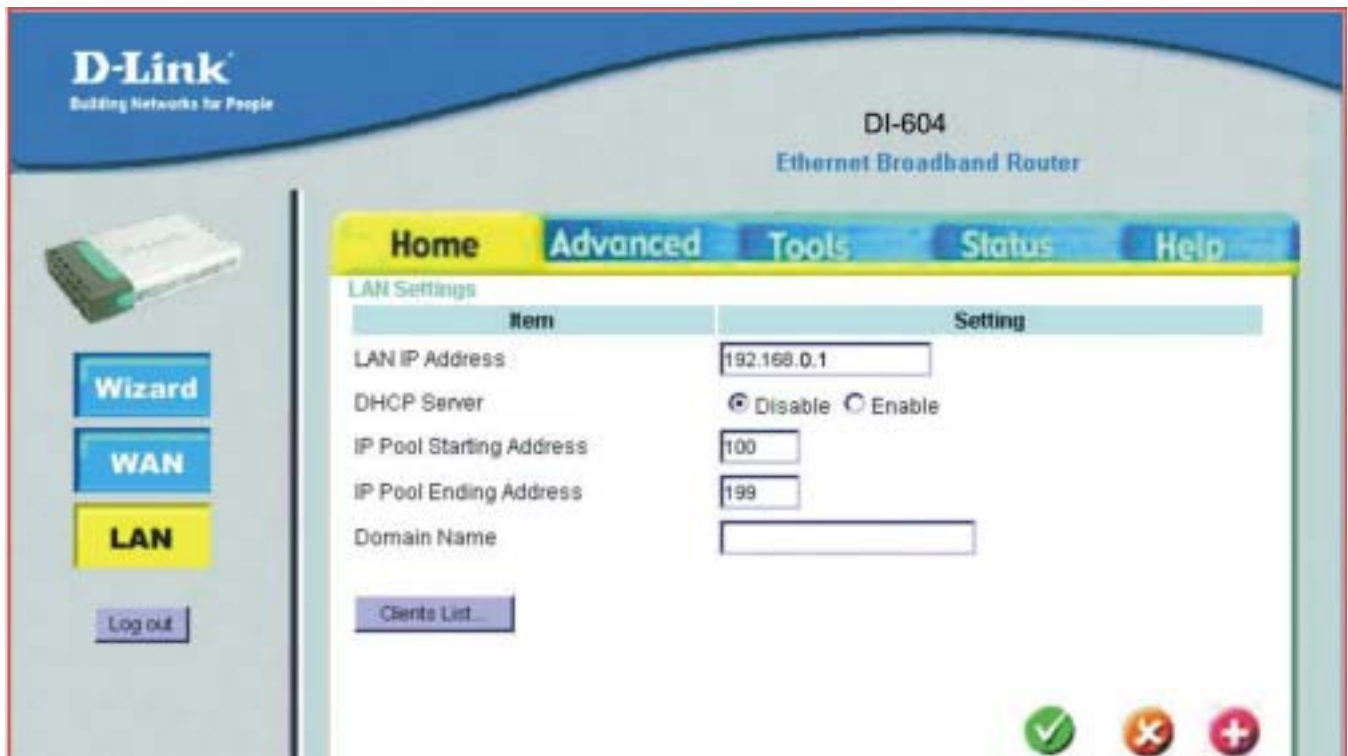 D-Link
Building Networks for People
DI-604
Ethernet Broadband Router
Home Advanced Tools Status Help
LAN Settings
Item Setting
LAN IP Address 192.168.0.1
DHCP Server Disable Enable
IP Pool Starting Address 100
IP Pool Ending Address 199
Domain Name
Clients List...
Wizard
WAN
LAN
Log out